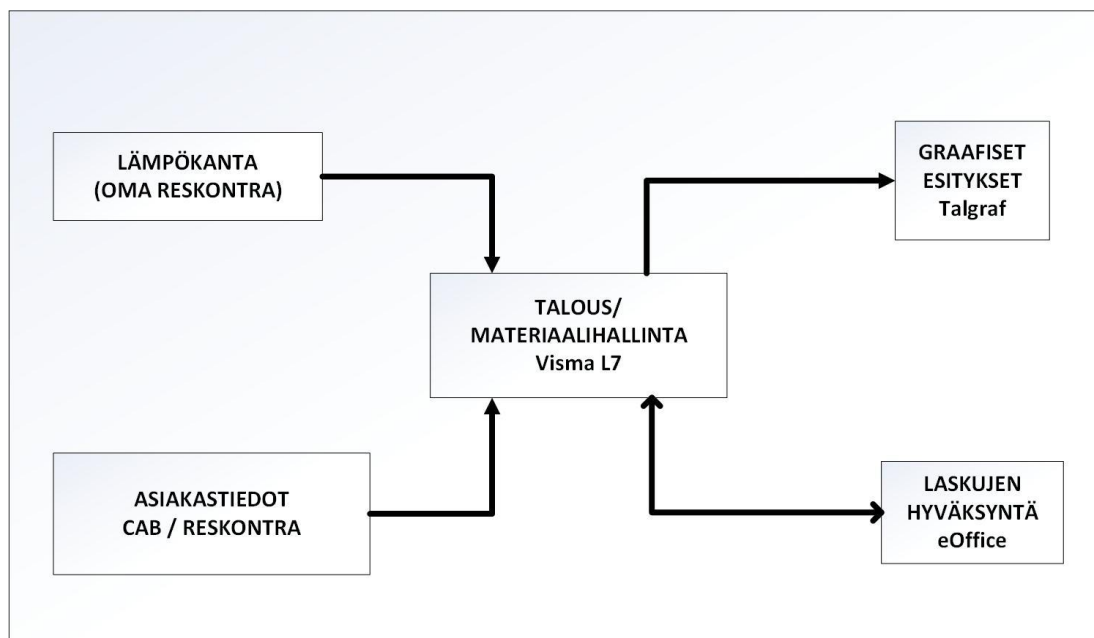 LÄMPÖKANTA
(OMA RESKONTRA)
GRAAFISET
ESITYKSET
Talgraf
TALOUS/
MATERIAALIHALLINTA
Visma L7
ASIAKASTIEDOT
CAB / RESKONTRA
LASKUJEN
HYVÄKSYNTÄ
eOffice